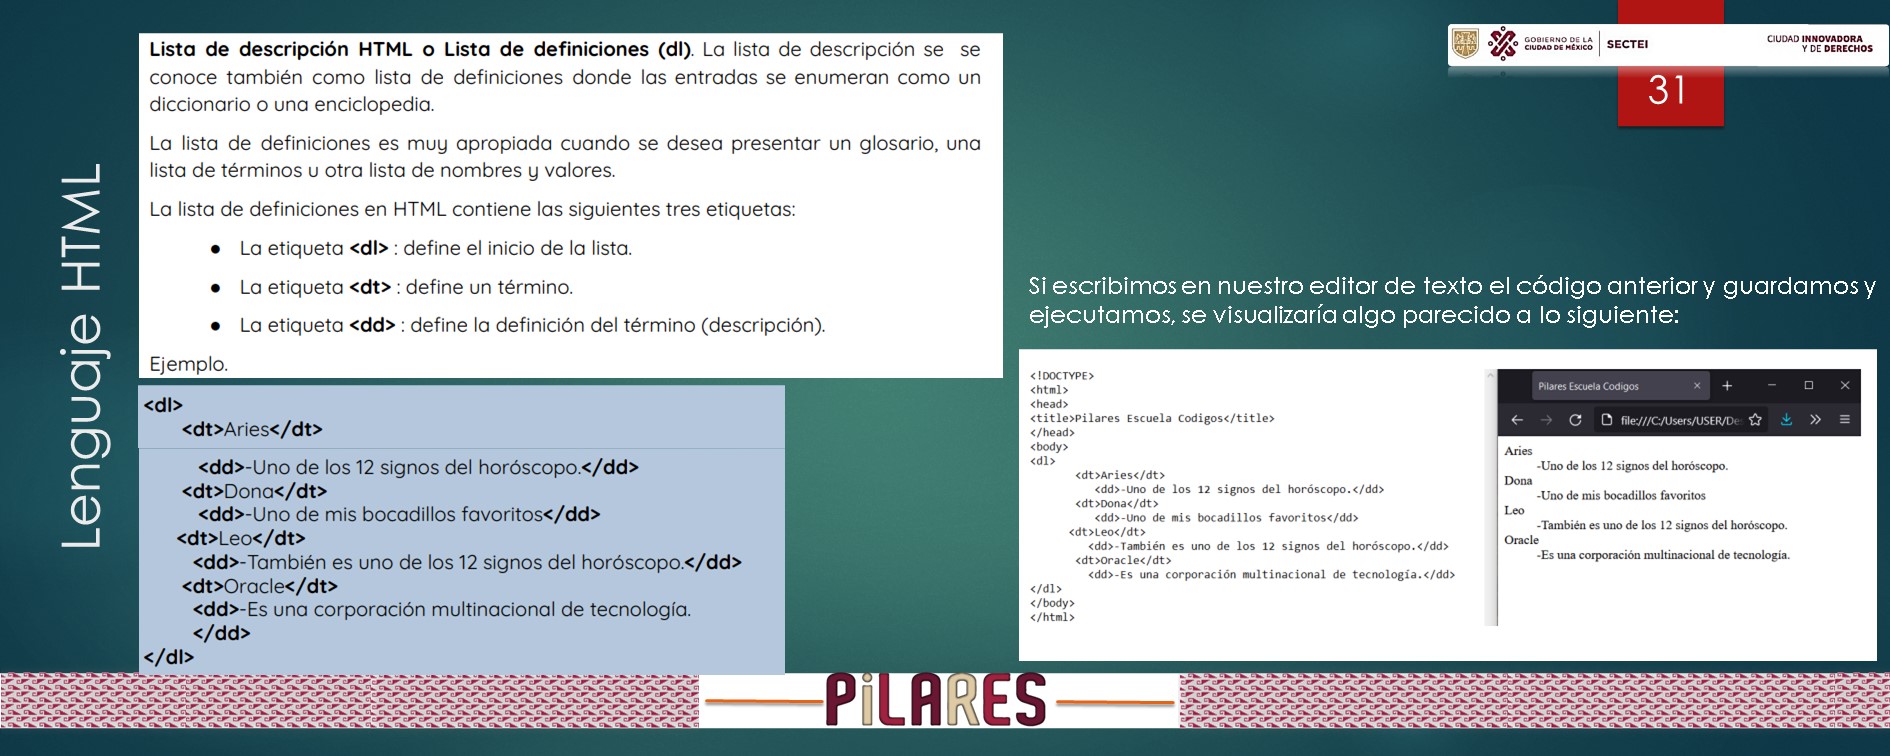 Lenguaje HTML
Lista de descripción HTML o Lista de definiciones (dl). La lista de descripción se  se
conoce también como lista de definiciones donde las entradas se enumeran como un
diccionario o una enciclopedia.
La lista de definiciones es muy apropiada cuando se desea presentar un glosario, una
lista de términos u otra lista de nombres y valores.
La lista de definiciones en HTML contiene las siguientes tres etiquetas:
● La etiqueta <dl> : define el inicio de la lista.
● La etiqueta <dt> : define un término.
● La etiqueta <dd> : define la definición del término (descripción).
Ejemplo.
<dl>
<dt>Aries</dt>
<dd>-Uno de los 12 signos del horóscopo.</dd>
<dt>Dona</dt>
<dd>-Uno de mis bocadillos favoritos</dd>
<dt>Leo</dt>
<dd>-También es uno de los 12 signos del horóscopo.</dd>
<dt>Oracle</dt>
<dd>-Es una corporación multinacional de tecnología.
</dd>
</dl>
GOBIERNO DE LA
CIUDAD DE MÉXICO
SECTEI
CIUDAD INNOVADORA
Y DE DERECHOS
31
Si escribimos en nuestro editor de texto el código anterior y guardamos y
ejecutamos, se visualizaría algo parecido a lo siguiente:
<!DOCTYPE>
<html>
<head>
<title>Pilares Escuela Codigos</title>
</head>
<body>
<dl>
<dt>Aries</dt>
<dd>-Uno de los 12 signos del horóscopo.</dd>
<dt>Dona</dt>
<dd>-Uno de mis bocadillos favoritos</dd>
<dt>Leo</dt>
<dd>-También es uno de los 12 signos del horóscopo.</dd>
<dt>Oracle</dt>
<dd>-Es una corporación multinacional de tecnología.</dd>
</dl>
</body>
</html>
Pilares Escuela Codigos
file:///C:/Users/USER/De
Aries
-Uno de los 12 signos del horóscopo.
Dona
-Uno de mis bocadillos favoritos
Leo
-También es uno de los 12 signos del horóscopo.
Oracle
-Es una corporación multinacional de tecnología.
PiLARES